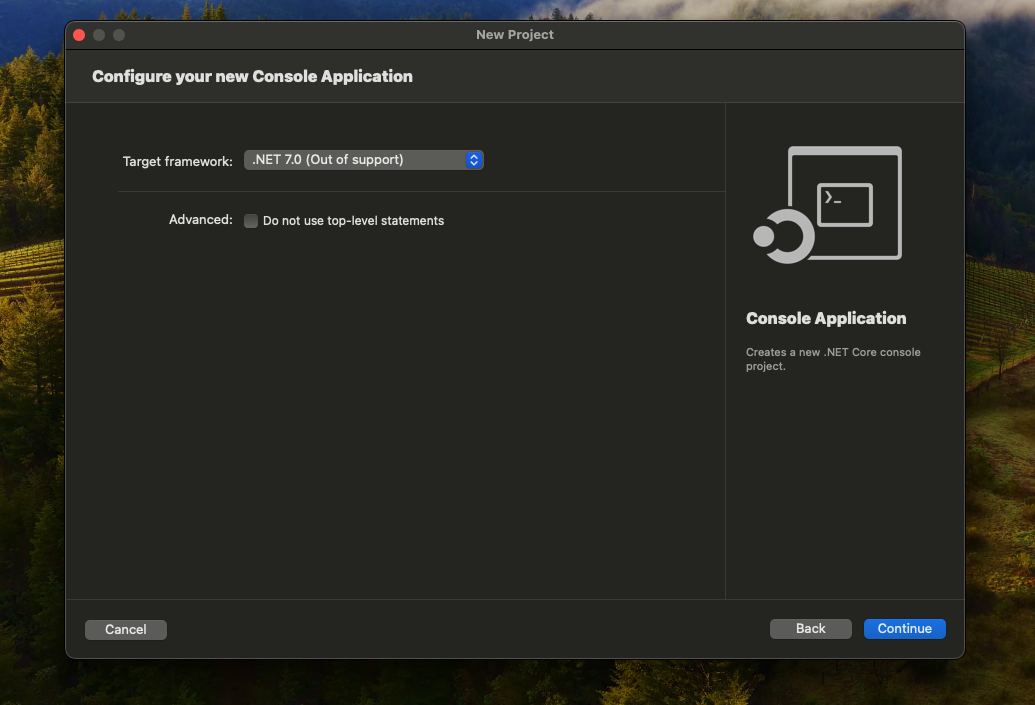 New Project
Configure your new Console Application
Target framework: .NET 7.0 (Out of support)
Advanced: Do not use top-level statements
Console Application
Creates a new .NET Core console
project.
Cancel
Back
Continue